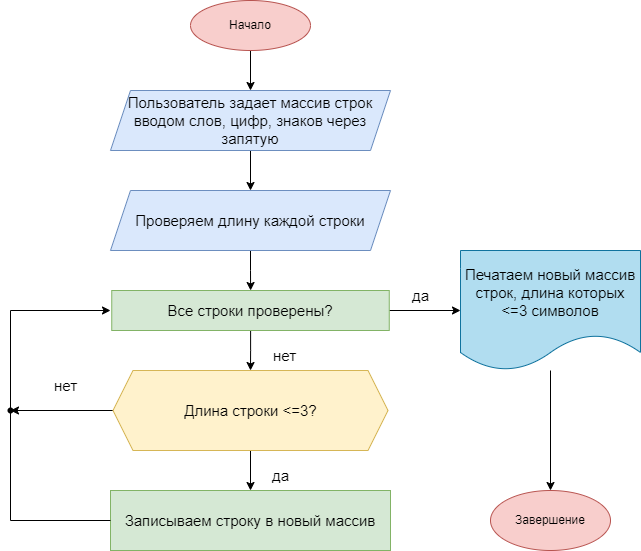 Начало
Пользователь задает массив строк
вводом слов, цифр, знаков через
запятую
Проверяем длину каждой строки
Все строки проверены?
да
Печатаем новый массив
строк, длина которых
<=3 символов
нет
нет
Длина строки <=3?
да
Записываем строку в новый массив
Завершение